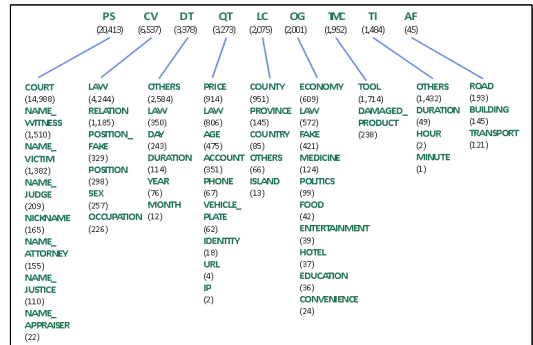 PS CV DT QT LC OG TMC TI AF
(20,413) (6,537) (3,378) (3,273) (2,075) (2,001) (1,952) (1,484) (45)
COURT
(14,988)
NAME_
WITNESS
(1,510)
NAME_
VICTIM
(1,382)
NAME_
JUDGE
(209)
NICKNAME
(165)
NAME_
ATTORNEY
(155)
NAME_
JUSTICE
(110)
NAME_
APPRAISER
(22)
LAW
(4,244)
RELATION
(1,185)
POSITION_
FAKE
(329)
POSITION
(298)
SEX
(257)
OCCUPATION
(226)
OTHERS
(2,584)
LAW
(350)
DAY
(243)
DURATION
(114)
YEAR
(76)
MONTH
(12)
PRICE
(914)
LAW
(806)
AGE
(475)
ACCOUNT
(351)
PHONE
(67)
VEHICLE_
PLATE
(62)
IDENTITY
(18)
URL
(4)
IP
(2)
COUNTY
(951)
PROVINCE
(145)
COUNTRY
(85)
OTHERS
(66)
ISLAND
(13)
ECONOMY
(609)
LAW
(572)
FAKE
(421)
MEDICINE
(124)
POLITICS
(99)
FOOD
(42)
ENTERTAINMENT
(39)
HOTEL
(37)
EDUCATION
(36)
CONVENIENCE
(24)
TOOL
(1,714)
DAMAGED_
PRODUCT
(238)
OTHERS
(1,432)
DURATION
(49)
HOUR
(2)
MINUTE
(1)
ROAD
(193)
BUILDING
(145)
TRANSPORT
(121)